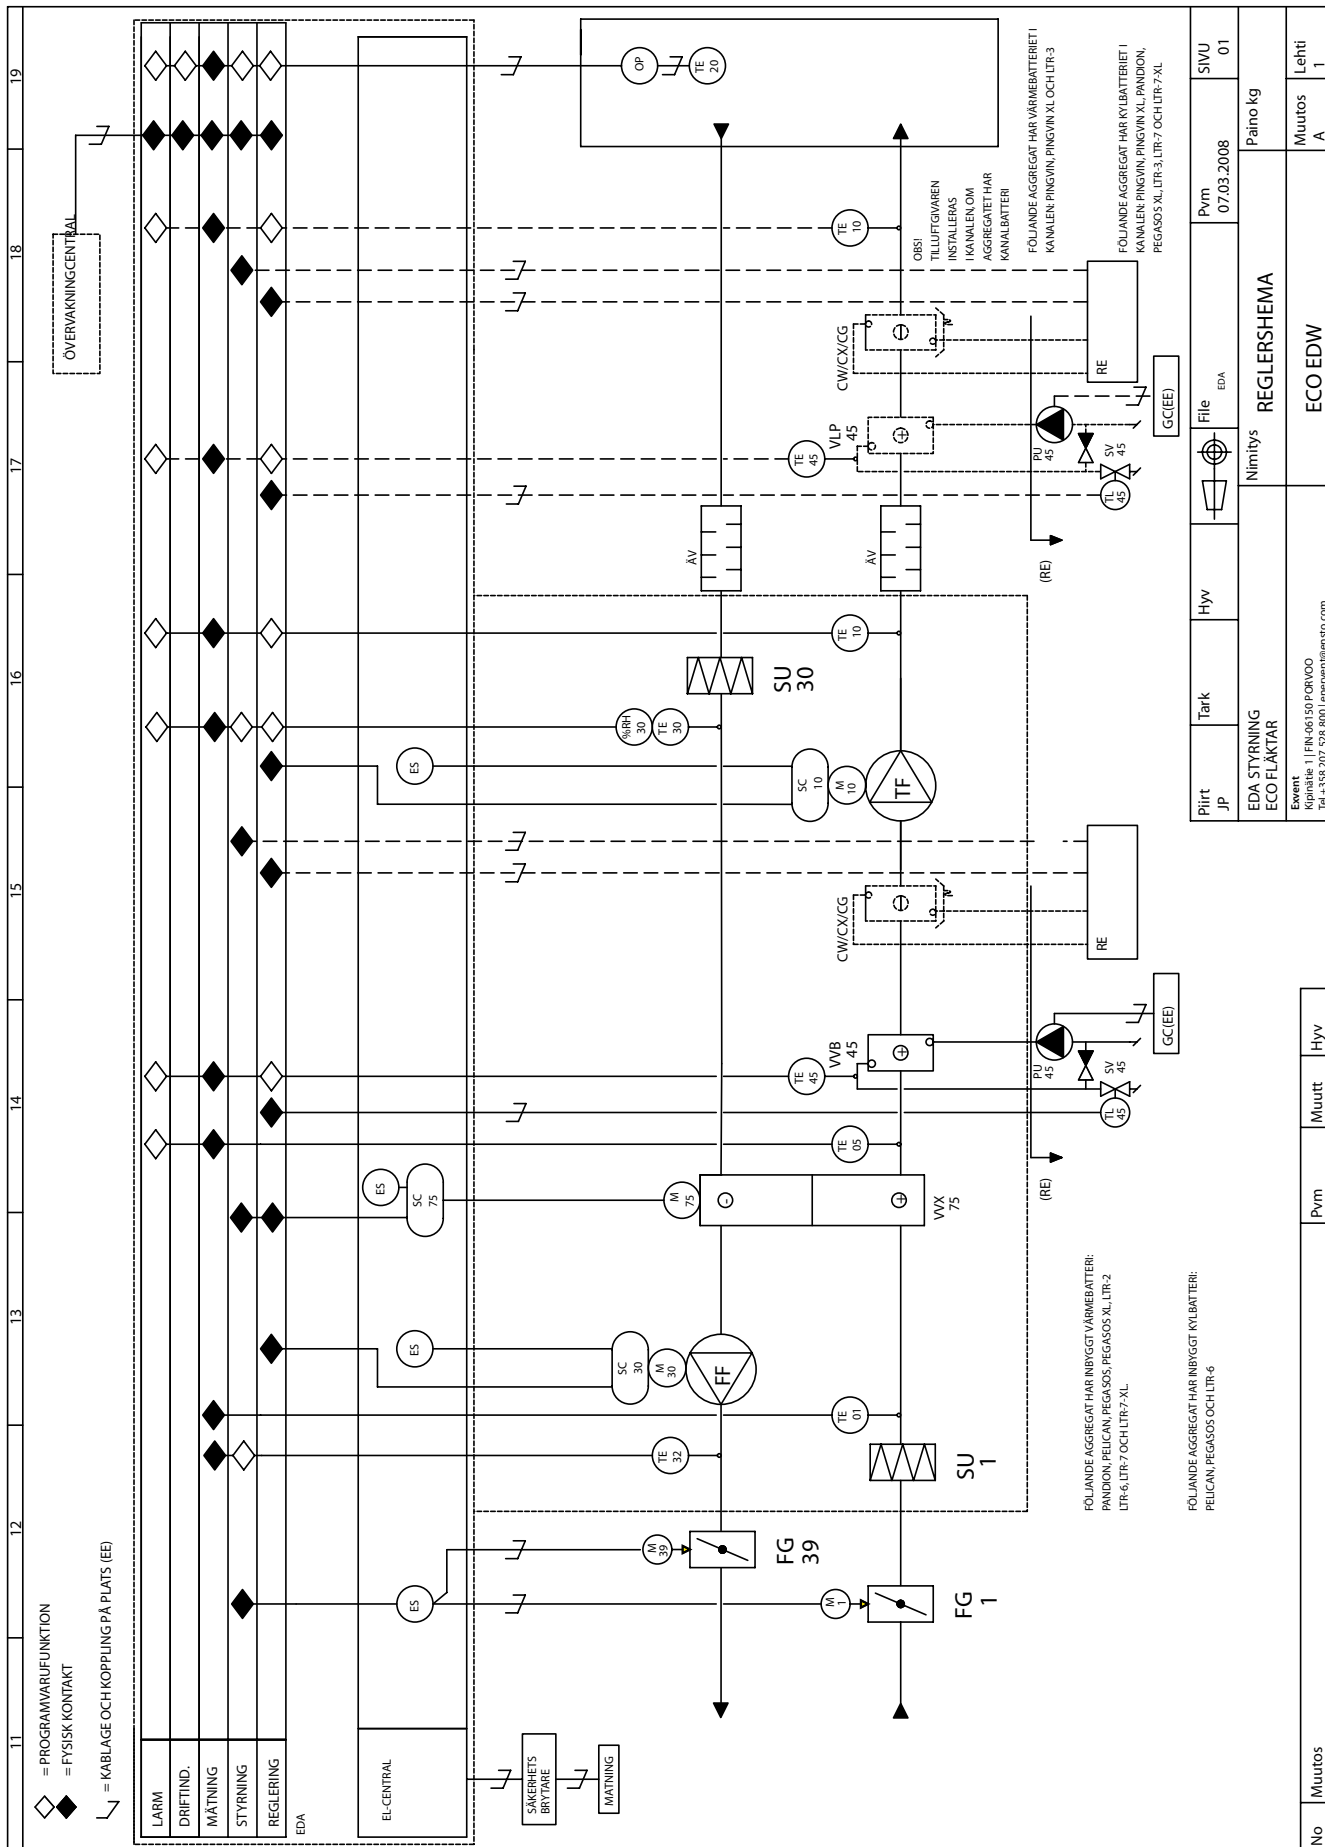 11
12
13
14
15
16
17
18
19
= PROGRAMVARUFUNKTION
= FYSISK KONTAKT
= KABLAGE OCH KOPPLING PÅ PLATS (EE)
ÖVERVAKNINGCENTRAL
LARM
DRIFTIND.
MÄTNING
STYRNING
REGLERING
EDA
EL-CENTRAL
SÄKERHETS
BRYTARE
MATNING
ES
ES
SC
75
ES
ES
OP
TE
20
M
39
FG
39
TE
32
SC
30
M
30
FF
M
75
-
+
VVX
75
%RH
30
TE
30
SU
30
ÄV
M
1
FG
1
SU
1
TE
01
TE
05
TE
45
VVB
45
+
CW/CX/CG
SC
10
M
10
TF
TE
10
ÄV
TE
45
VLP
45
+
CW/CX/CG
TE
10
OBS!
TILLUFTGIVAREN
INSTALLERAS
I KANALEN, OM
AGGREGATET HAR
KANALBATTERI
(RE)
TL
45
SV
45
PU
45
GC(EE)
RE
(RE)
TL
45
SV
45
PU
45
GC(EE)
RE
FÖLJANDE AGGREGAT HAR VÄRMEBATTERIET I
KANALEN: PINGVIN, PINGVIN XL OCH LTR-3
FÖLJANDE AGGREGAT HAR KYLBATTERIET I
KANALEN: PINGVIN, PINGVIN XL, PANDION,
PEGASOS XL, LTR-3, LTR-7 OCH LTR-7-XL
FÖLJANDE AGGREGAT HAR INBYGGT VÄRMEBATTERI:
PANDION, PELICAN, PEGASOS, PEGASOS XL, LTR-2
LTR-6, LTR-7 OCH LTR-7-XL
FÖLJANDE AGGREGAT HAR INBYGGT KYLBATTERI:
PELICAN, PEGASOS OCH LTR-6
Piirt
JP
Tark
Hyv
File
EDA
Pvm
07.03.2008
SIVU
01
EDA STYRNING
ECO FLÄKTAR
Nimitys
REGLERSHEMA
Paino kg
Exvent
Kipinätie 1 | FIN-06150 PORVOO
Tel +358 207 528 800 | enervent@ensto.com
ECO EDW
Muutos
A
Lehti
1
No
Muutos
Pvm
Muutt
Hyv